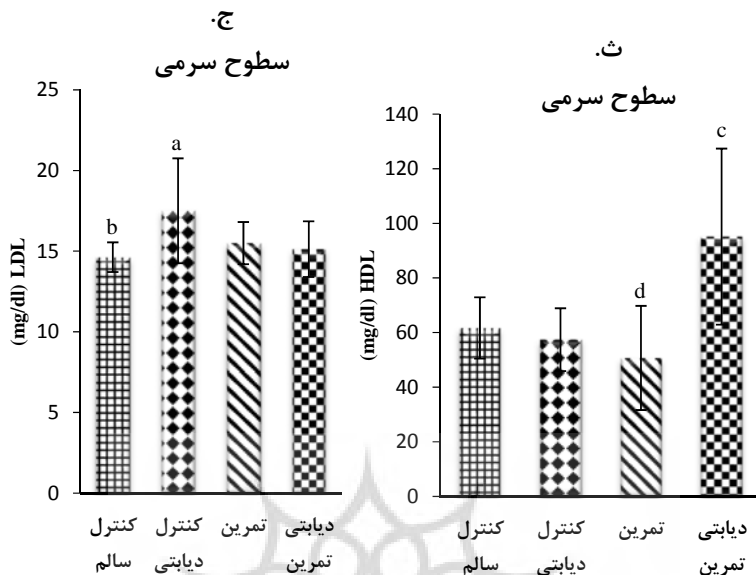 ج.
سطوح سرمی
25
20
15
10
5
0
(mg/dl) LDL
b
a
کنترل سالم
کنترل دیابتی
تمرین
دیابتی تمرین
ث.
سطوح سرمی
140
120
100
80
60
40
20
0
(mg/dl) HDL
d
c
کنترل سالم
کنترل دیابتی
تمرین
دیابتی تمرین